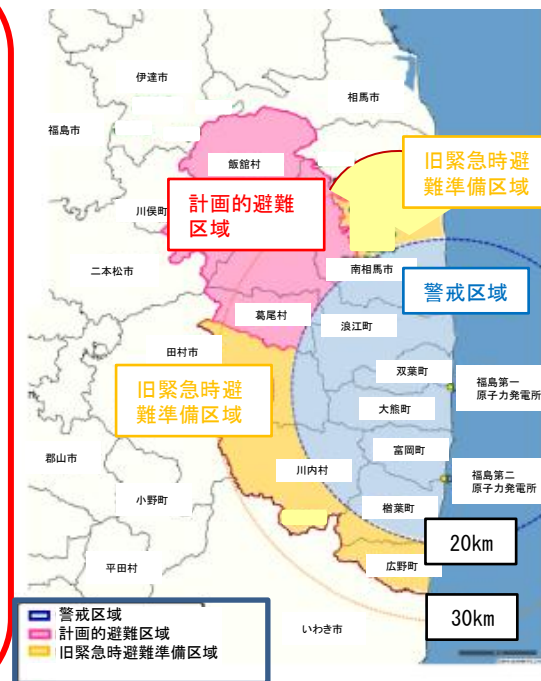 伊達市
相馬市
福島市
飯舘村
旧緊急時避
難準備区域
計画的避難
区域
川俣町
二本松市
南相馬市
警戒区域
葛尾村
浪江町
田村市
双葉町
福島第一
原子力発電所
旧緊急時避
難準備区域
大熊町
富岡町
郡山市
川内村
福島第二
原子力発電所
小野町
楢葉町
20km
平田村
広野町
30km
いわき市
警戒区域
計画的避難区域
旧緊急時避難準備区域